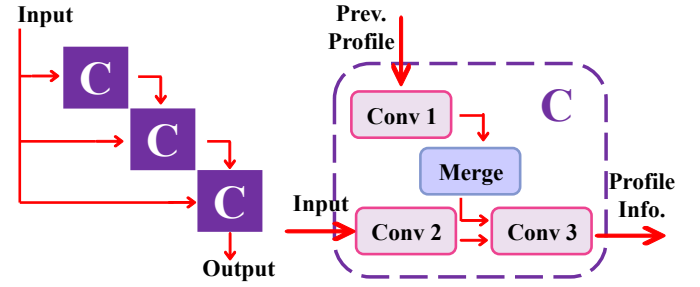 Input
C
C
C
Output
Prev.
Profile
C
Conv 1
Merge
Input
Conv 2
Conv 3
Profile
Info.